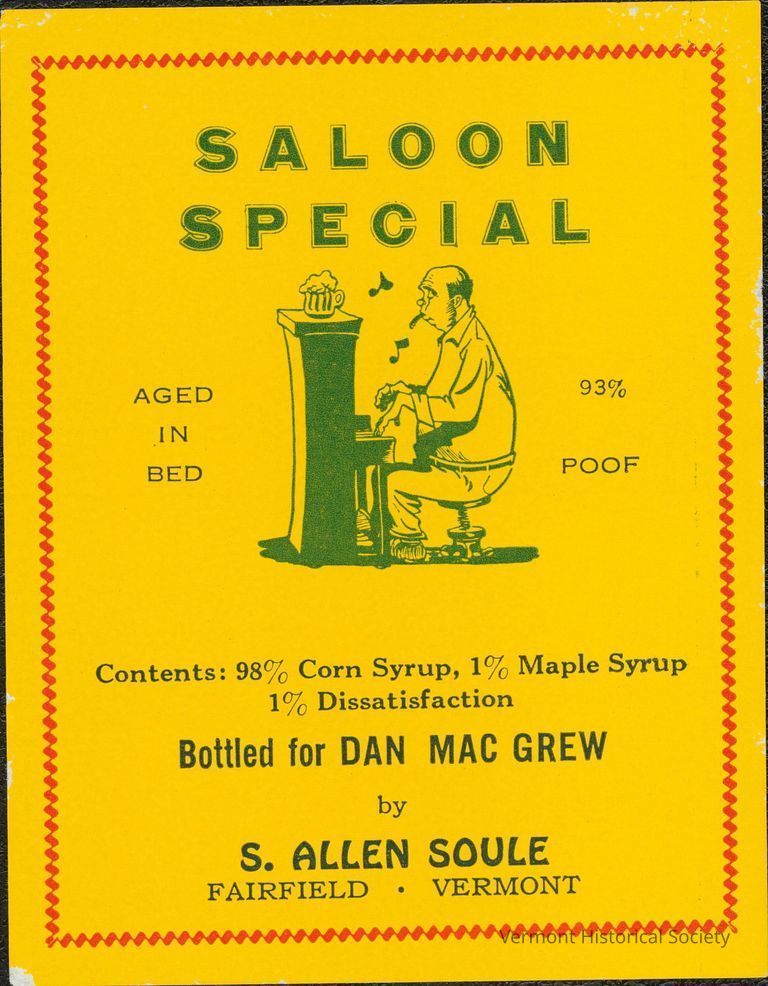 SALOON
SPECIAL
AGED
IN
BED
93%
POOF
Contents: 98% Corn Syrup, 1% Maple Syrup
1% Dissatisfaction
Bottled for DAN MAC GREW
by
S. ALLEN SOULE
FAIRFIELD · VERMONT
Vermont Historical Society